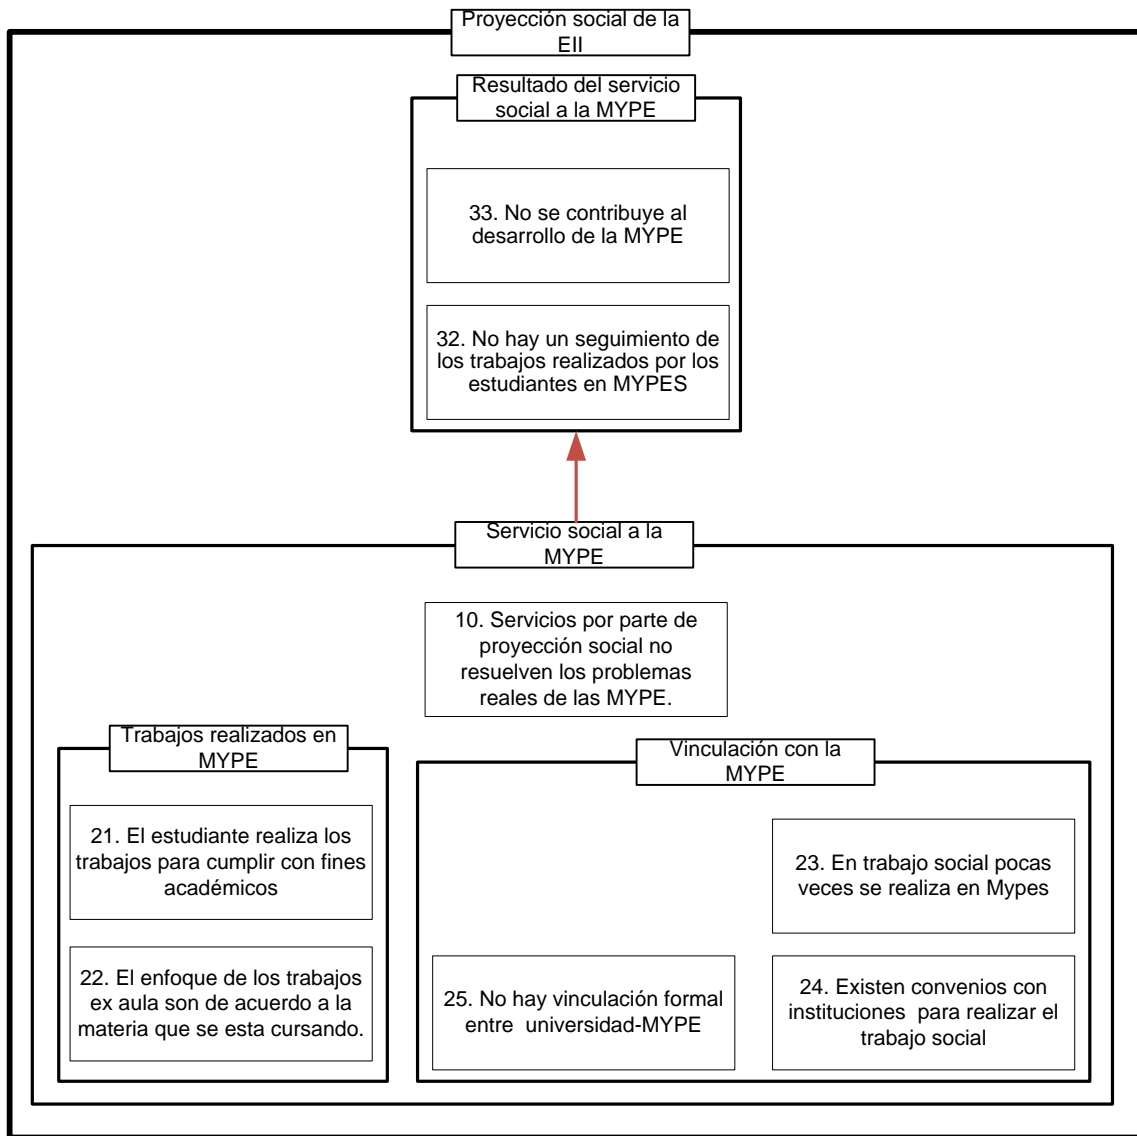 Proyección social de la
EII
Resultado del servicio
social a la MYPE
33. No se contribuye al
desarrollo de la MYPE
32. No hay un seguimiento de
los trabajos realizados por los
estudiantes en MYPES
Servicio social a la
MYPE
10. Servicios por parte de
proyección social no
resuelven los problemas
reales de las MYPE.
Trabajos realizados en
MYPE
21. El estudiante realiza los
trabajos para cumplir con fines
académicos
22. El enfoque de los trabajos
ex aula son de acuerdo a la
materia que se esta cursando.
Vinculación con la
MYPE
23. En trabajo social pocas
veces se realiza en Mypes
25. No hay vinculación formal
entre universidad-MYPE
24. Existen convenios con
instituciones para realizar el
trabajo social